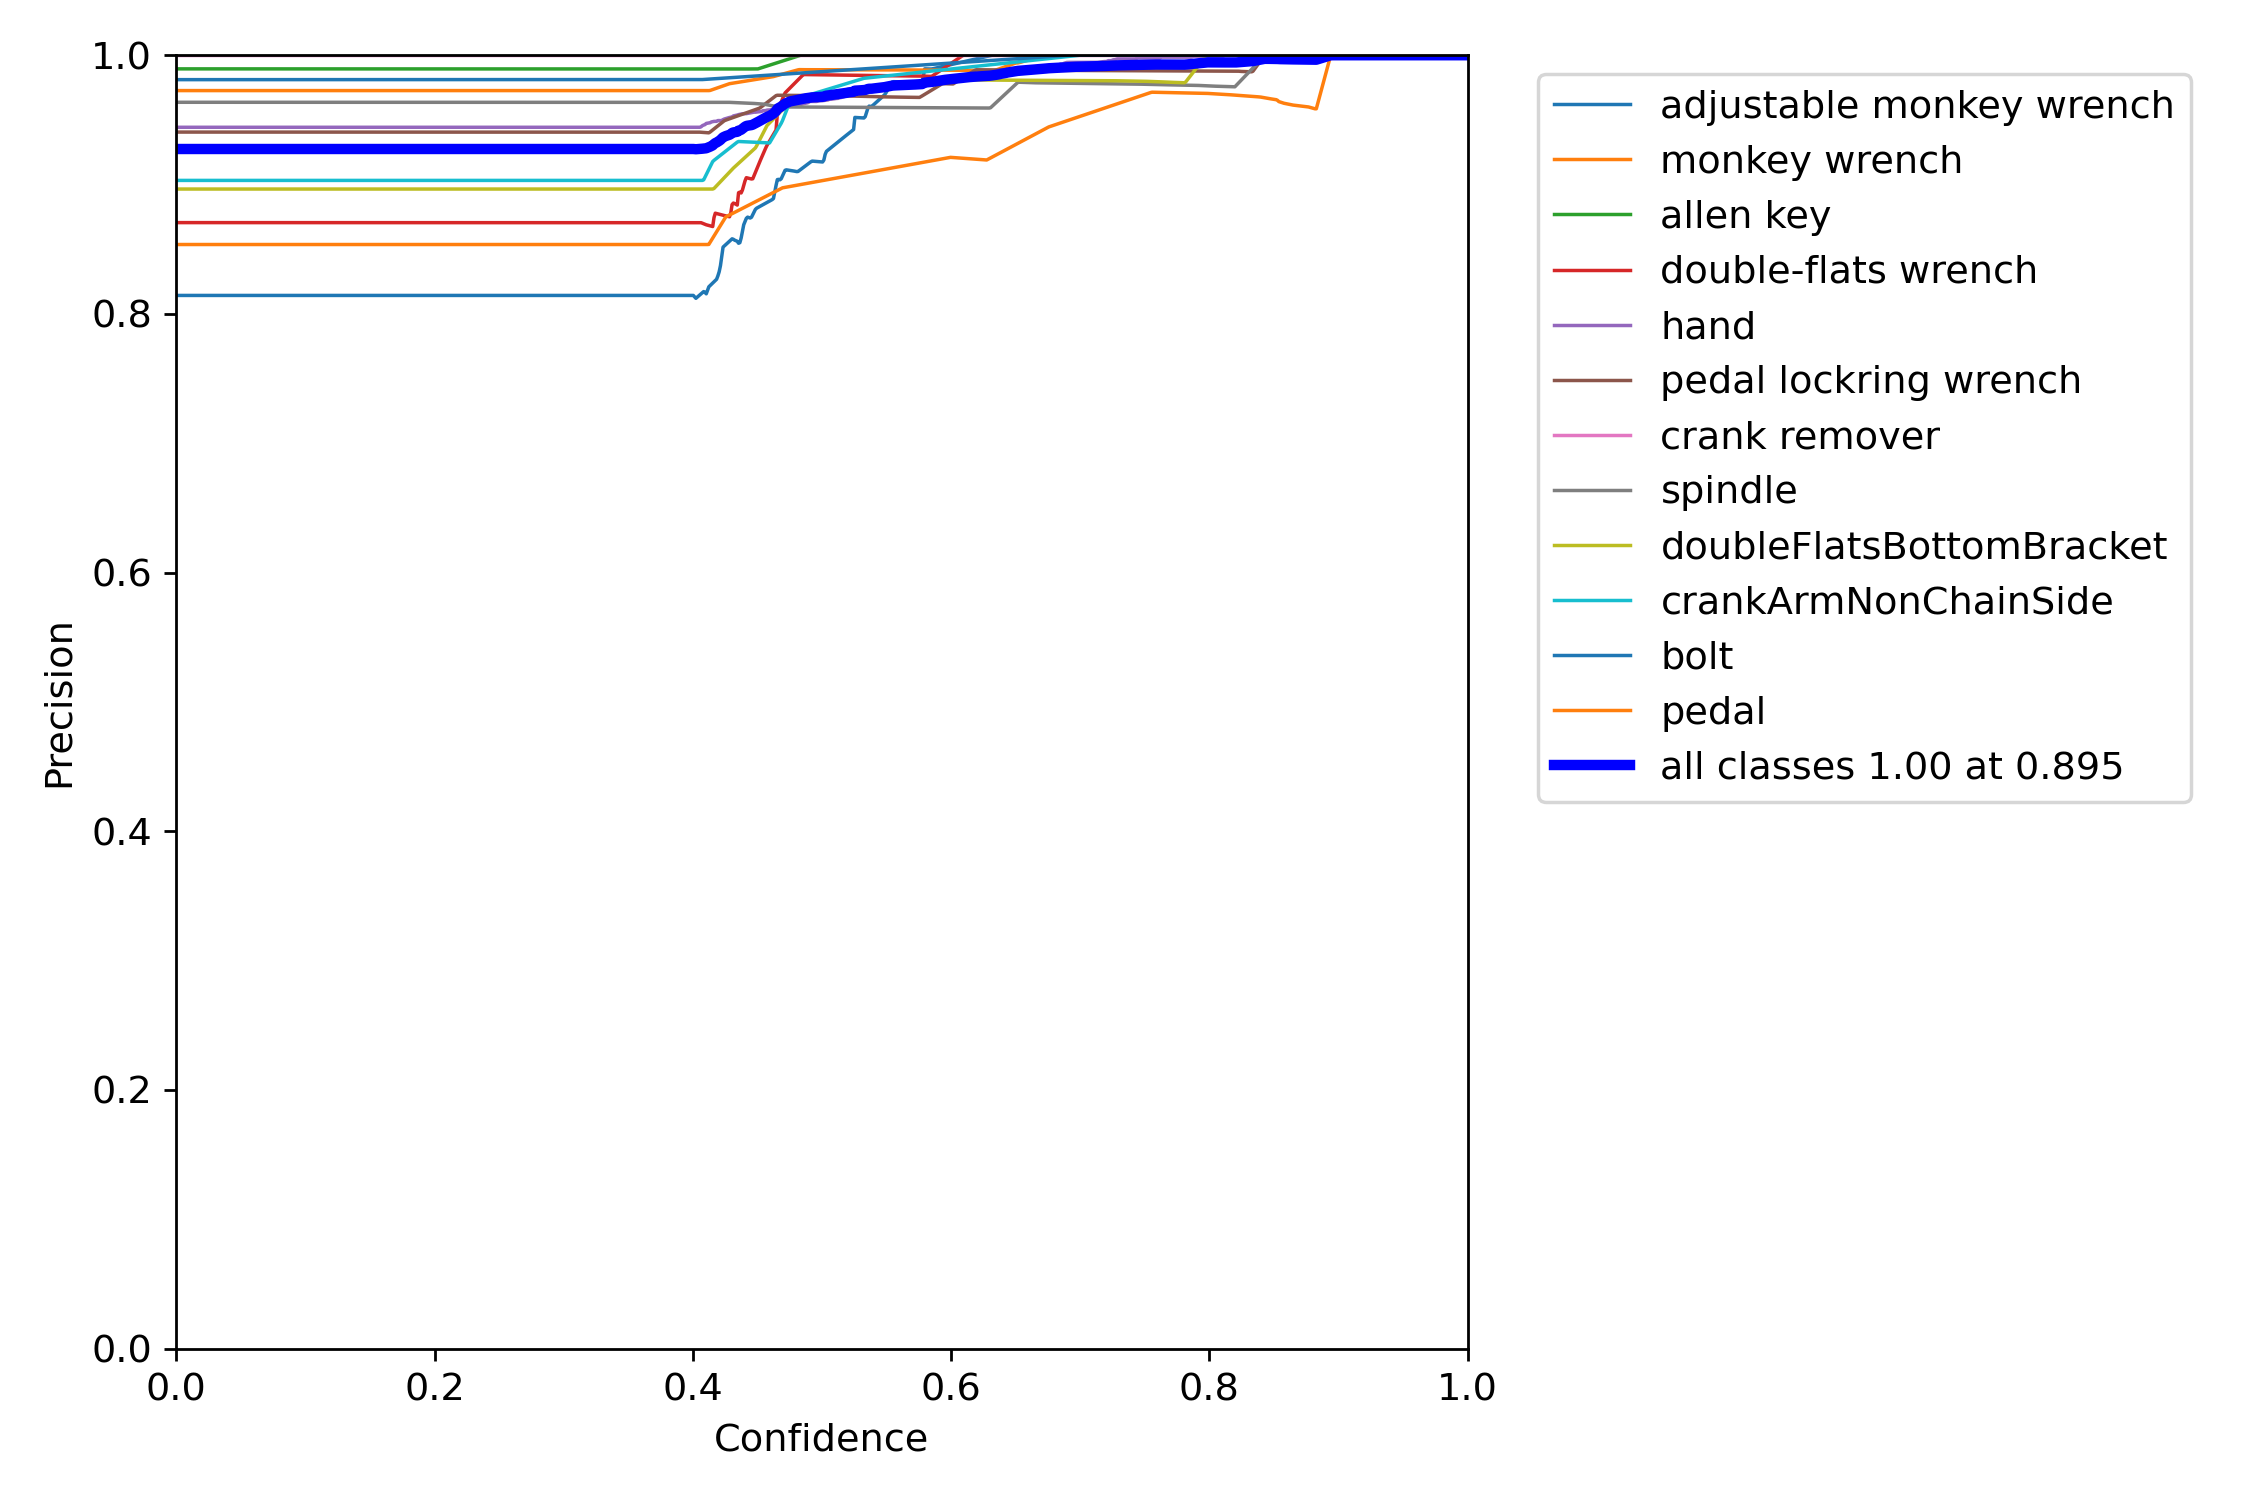 1.0
0.8
0.6
0.4
0.2
0.0
Precision
0.0 0.2 0.4 0.6 0.8 1.0
Confidence
adjustable monkey wrench
monkey wrench
allen key
double-flats wrench
hand
pedal lockring wrench
crank remover
spindle
doubleFlatsBottomBracket
crankArmNonChainSide
bolt
pedal
all classes 1.00 at 0.895